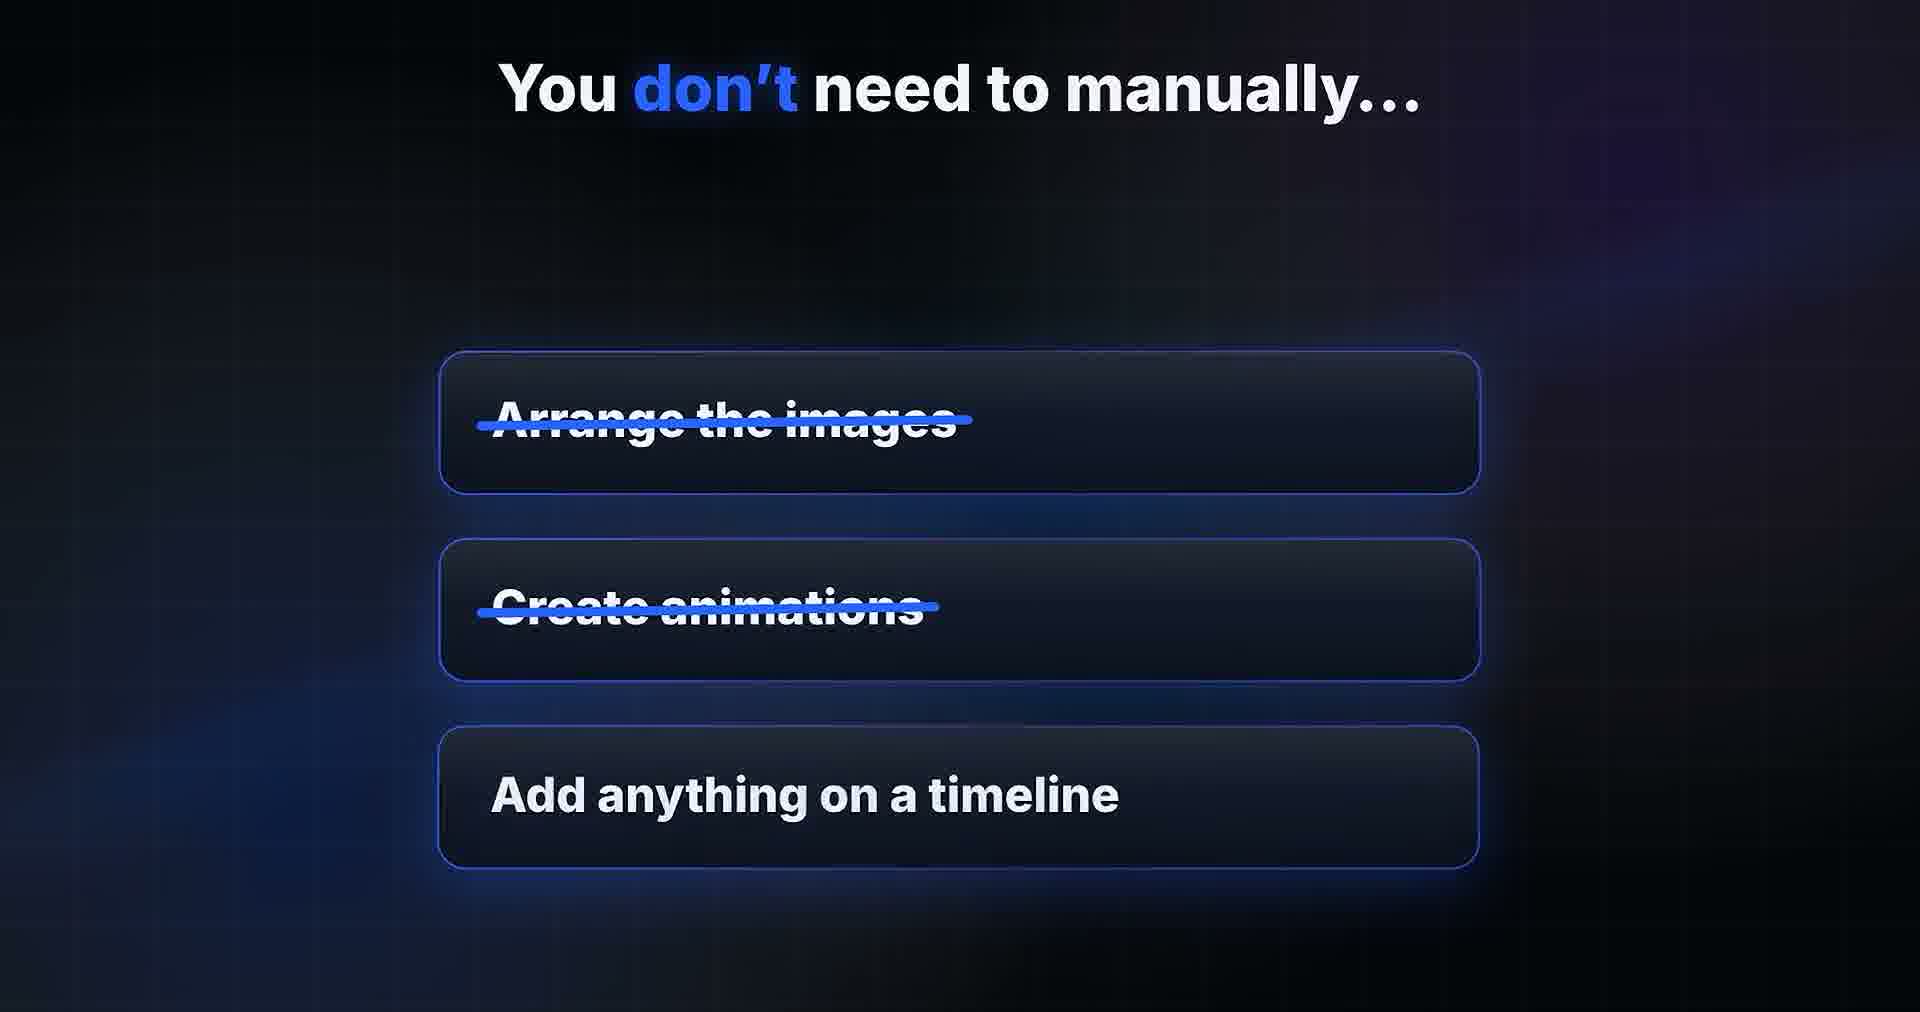 You don’t need to manually...
Arrange the images
Create animations
Add anything on a timeline